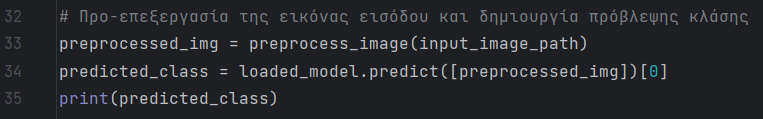 32 # Προ-επεξεργασία της εικόνας εισόδου και δημιουργία πρόβλεψης κλάσης
33 preprocessed_img = preprocess_image(input_image_path)
34 predicted_class = loaded_model.predict([preprocessed_img])[0]
35 print(predicted_class)